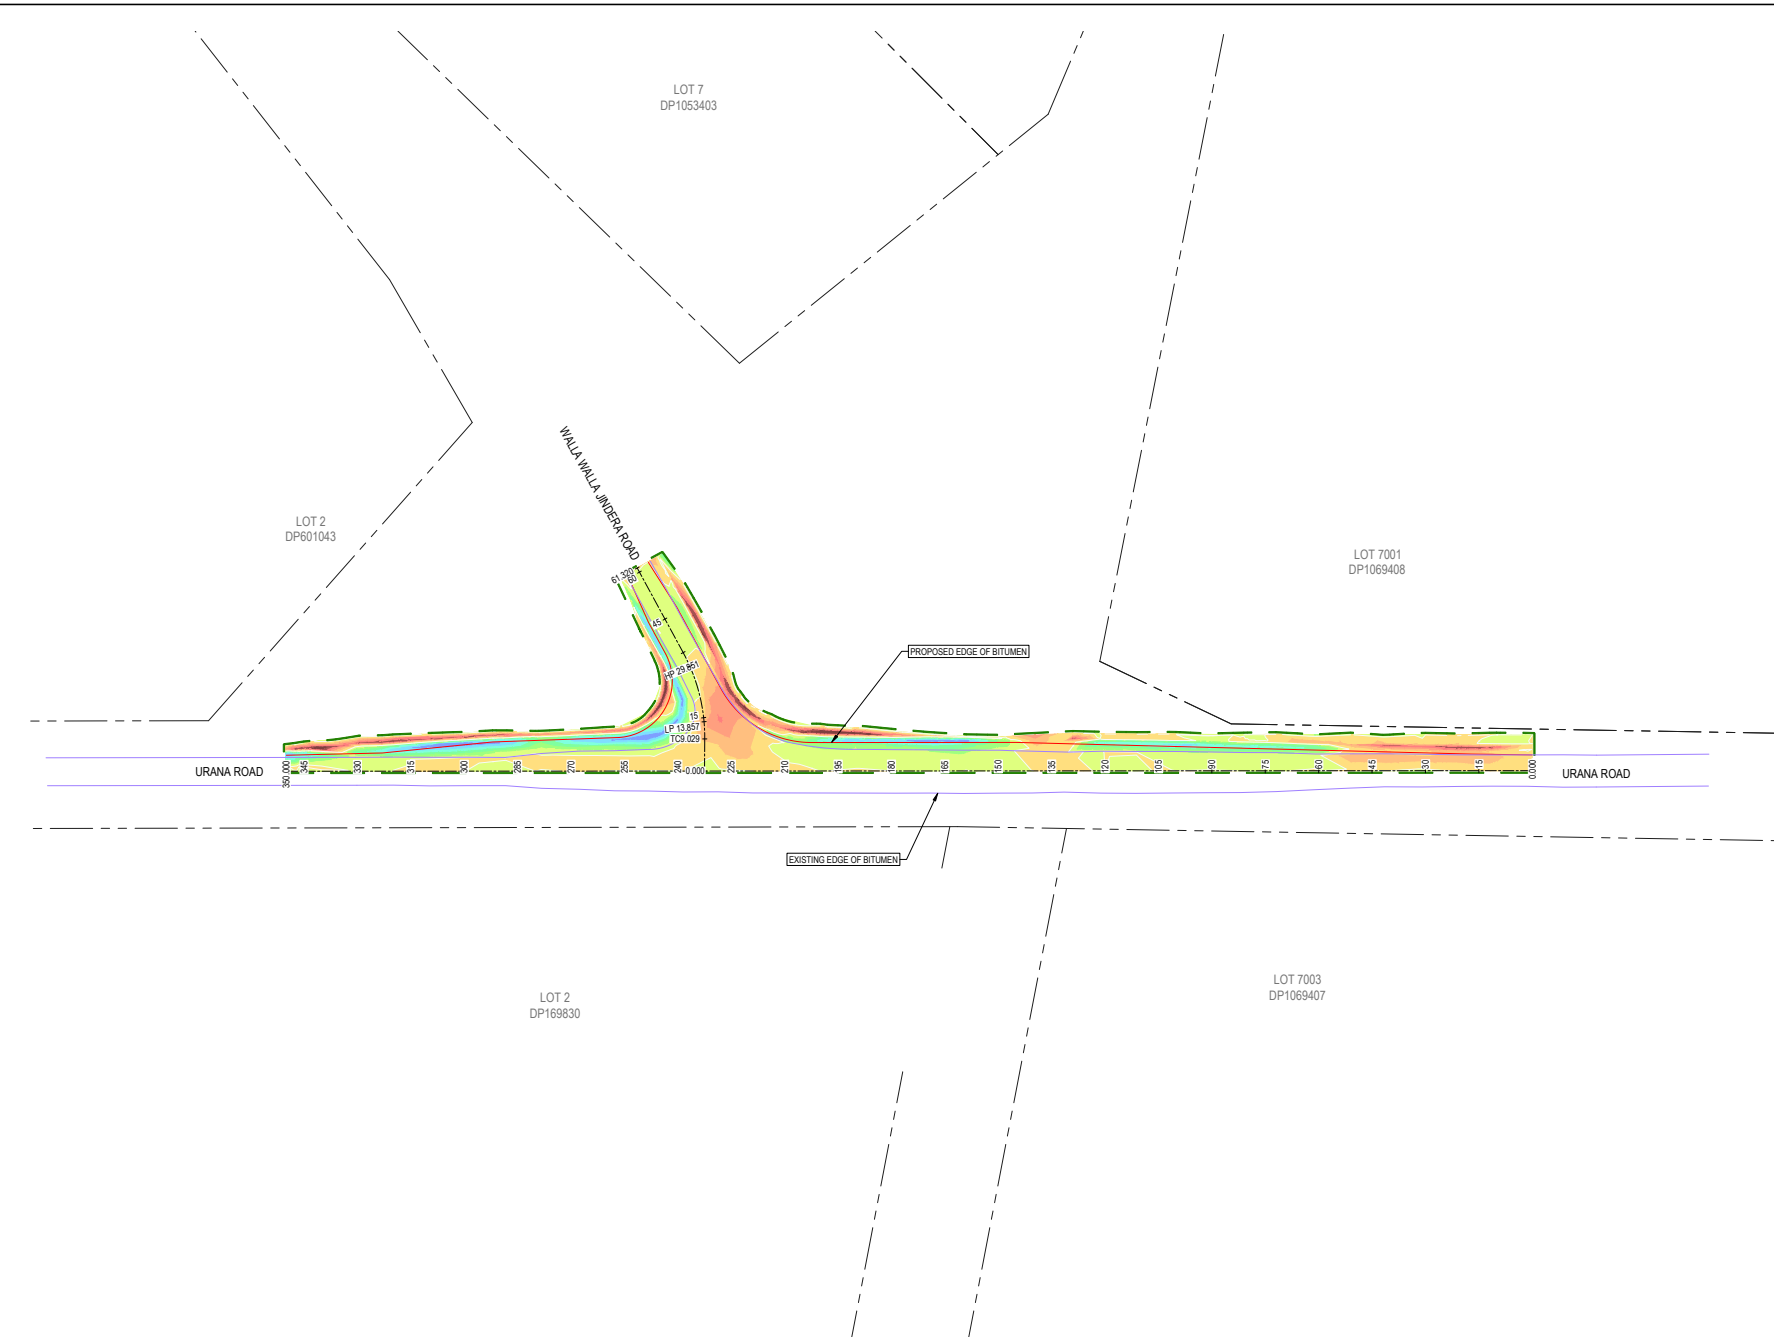 LOT 7
DP1053403
WALLA WALLA JINDERA ROAD
LOT 2
DP601043
LOT 7001
DP1069408
61.320
60
45
HP 29.851
15
LP 13.857
TC9.029
0.000
PROPOSED EDGE OF BITUMEN
URANA ROAD
350.000
345
330
315
300
285
270
255
240
225
210
195
180
165
150
135
120
105
90
75
60
45
30
15
0.000
URANA ROAD
EXISTING EDGE OF BITUMEN
LOT 2
DP169830
LOT 7003
DP1069407